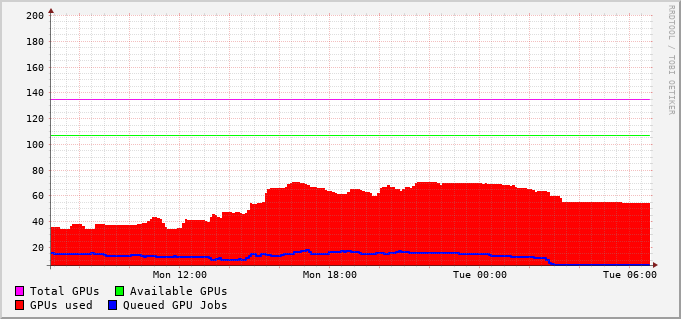 200
180
160
140
120
100
80
60
40
20
Mon 12:00 Mon 18:00 Tue 00:00 Tue 06:00
Total GPUs Available GPUs
GPUs used Queued GPU Jobs
RRDTOOL / TOBI OETIKER